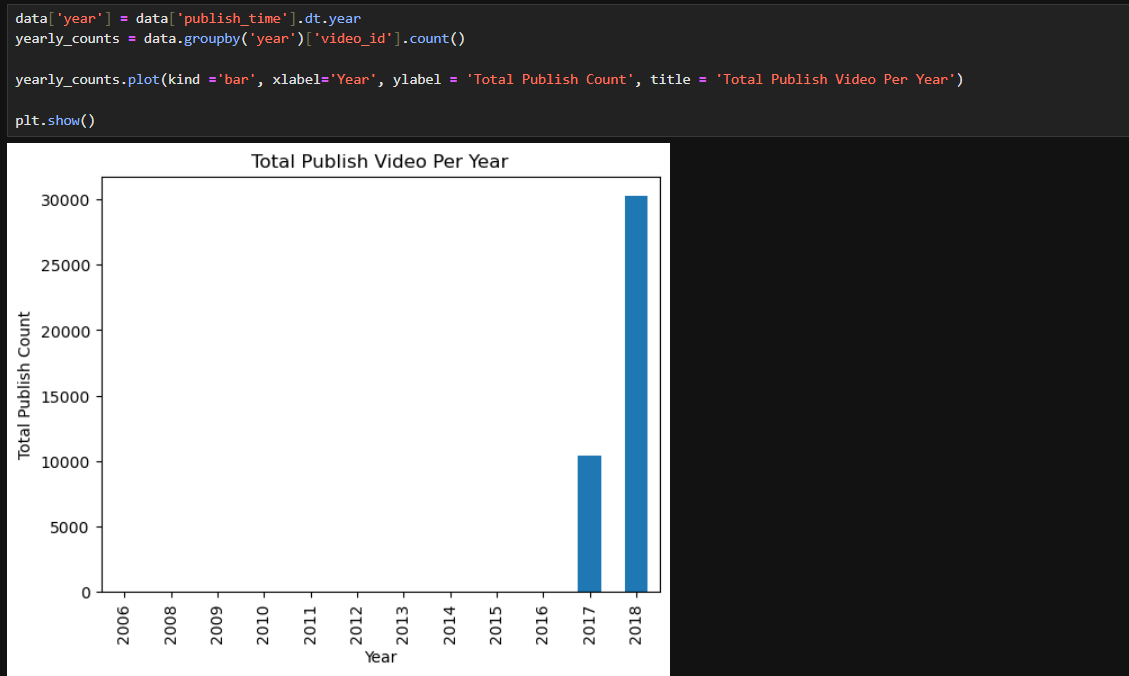 data['year'] = data['publish_time'].dt.year
yearly_counts = data.groupby('year')['video_id'].count()
yearly_counts.plot(kind ='bar', xlabel='Year', ylabel = 'Total Publish Count', title = 'Total Publish Video Per Year')
plt.show()
Total Publish Video Per Year
Total Publish Count
30000
25000
20000
15000
10000
5000
0
2006 2008 2009 2010 2011 2012 2013 2014 2015 2016 2017 2018
Year